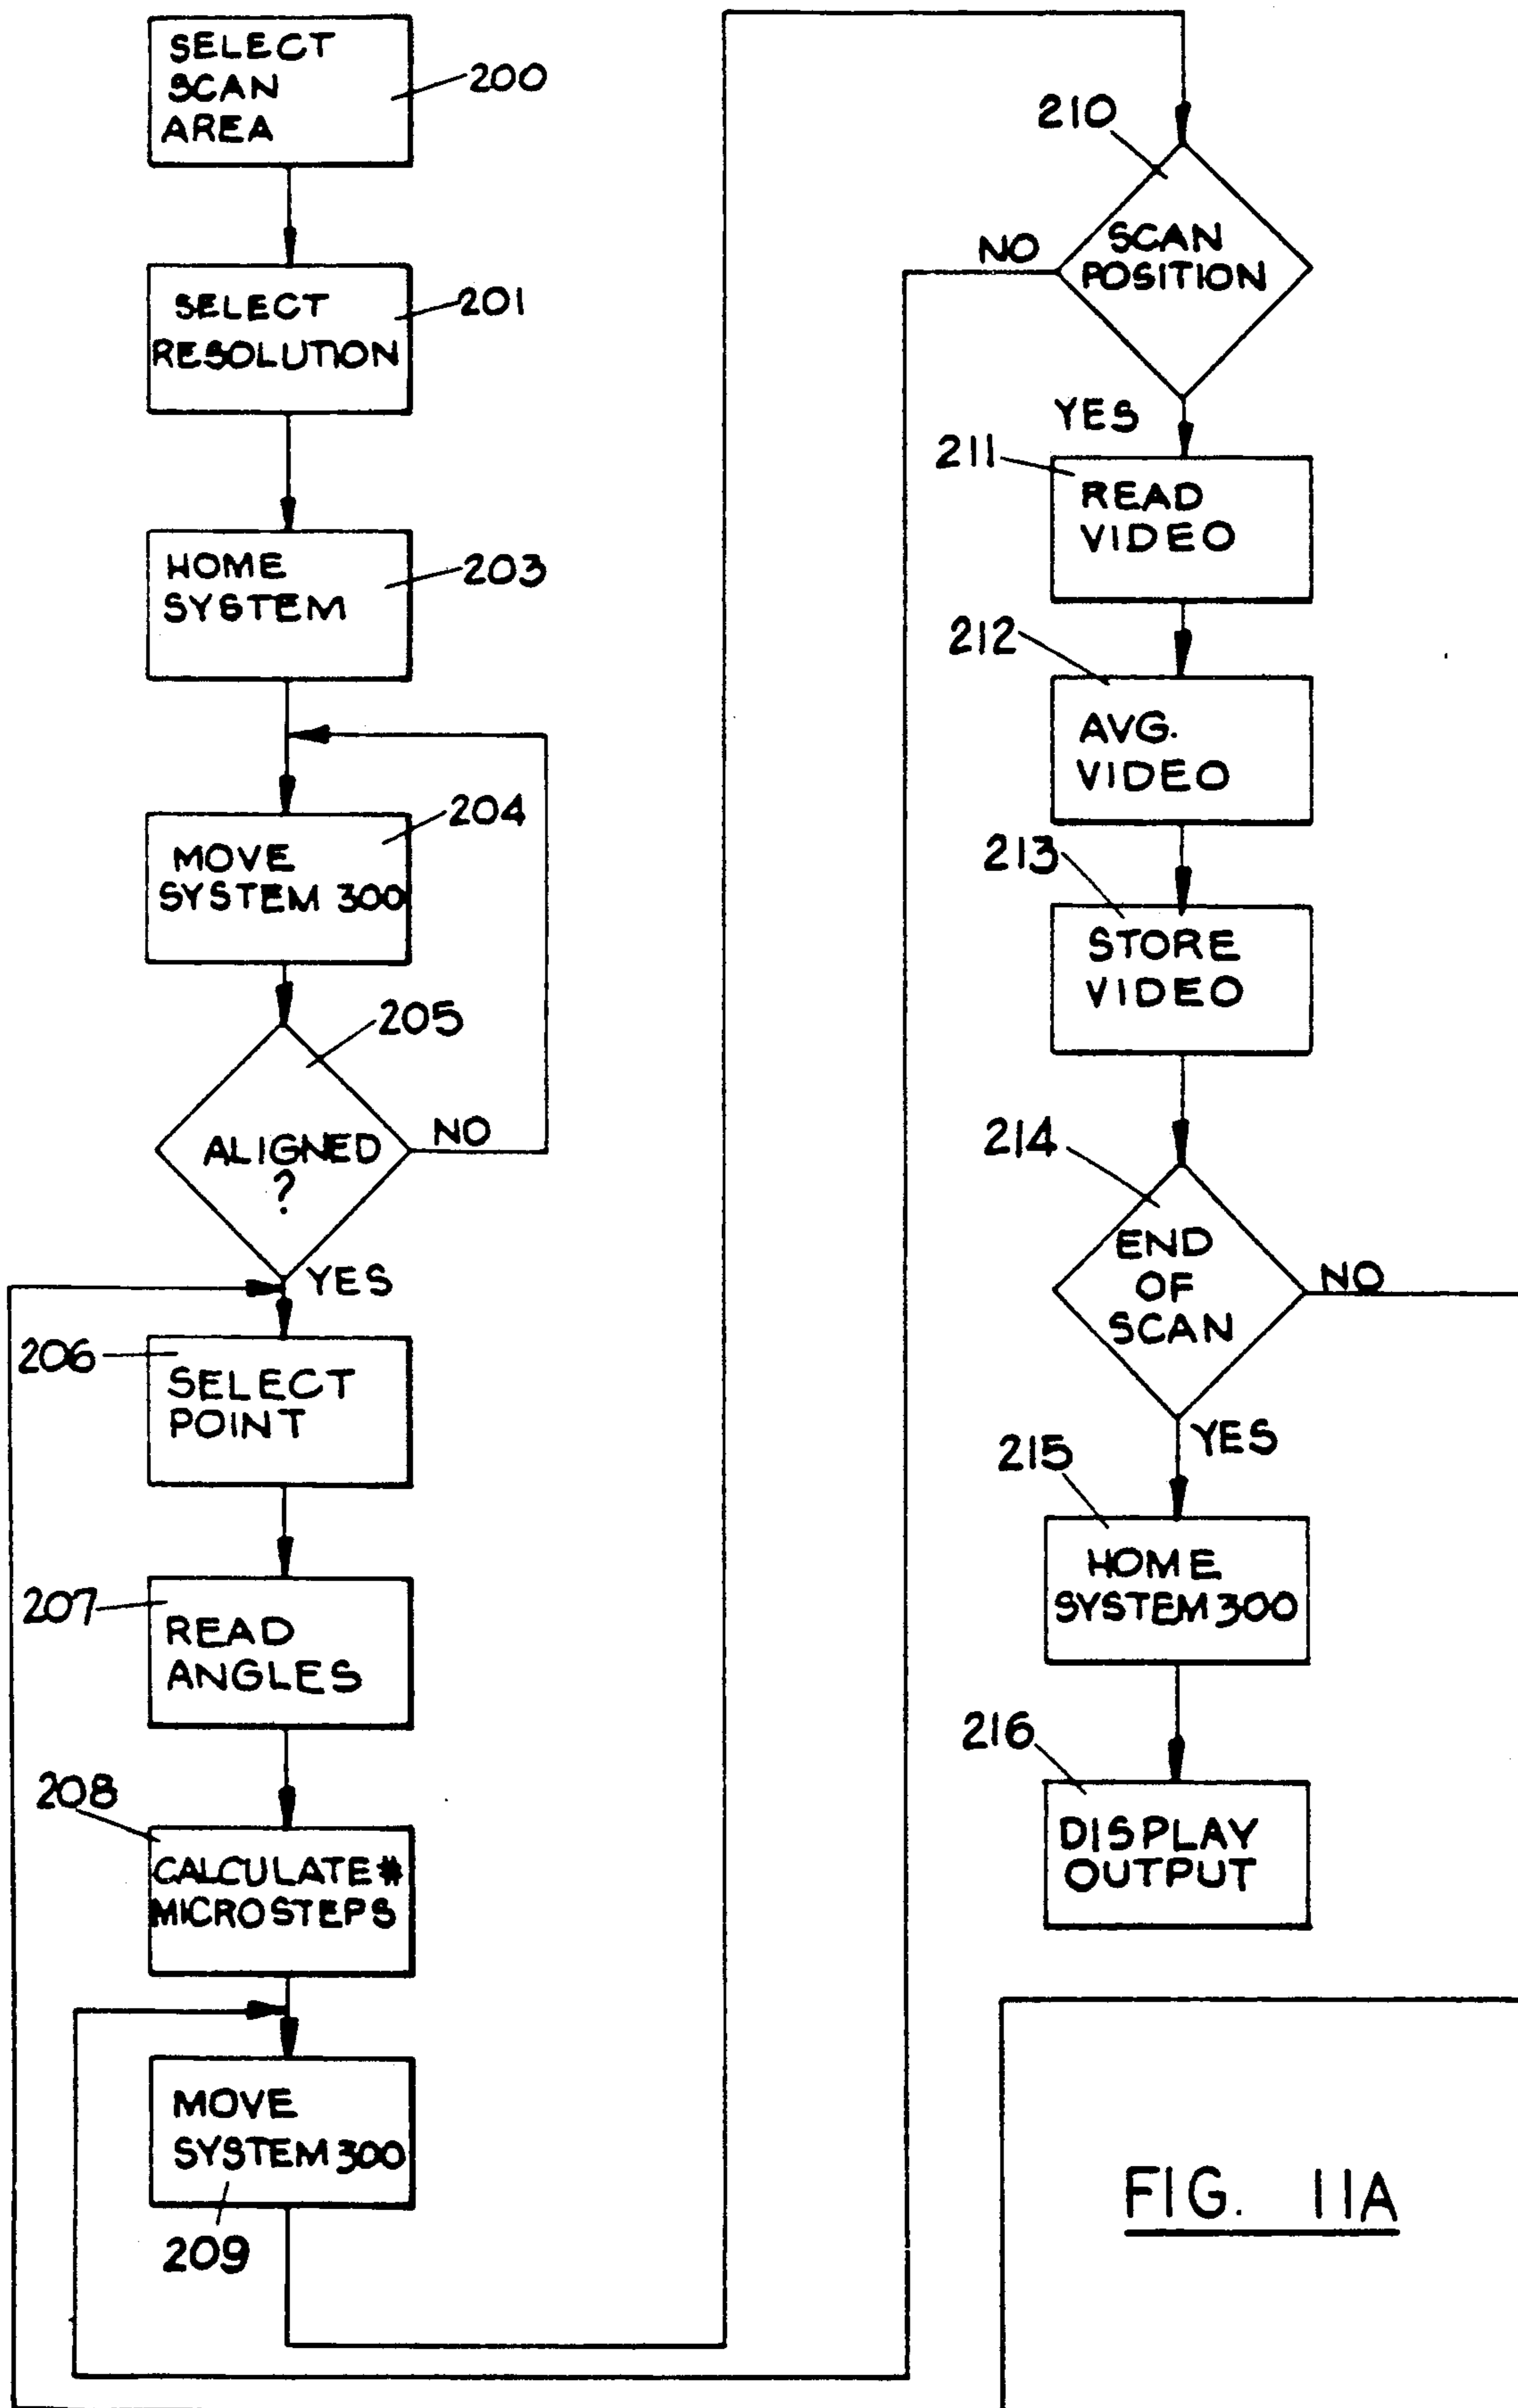 SELECT
SCAN
AREA
200
SELECT
RESOLUTION
201
HOME
SYSTEM
203
MOVE
SYSTEM 300
204
205
ALIGNED
?
NO
YES
206
SELECT
POINT
207
READ
ANGLES
208
CALCULATE #
MICROSTEPS
MOVE
SYSTEM 300
209
210
SCAN
POSITION
NO
YES
211
READ
VIDEO
212
AVG.
VIDEO
213
STORE
VIDEO
214
END
OF
SCAN
NO
YES
215
HOME
SYSTEM 300
216
DISPLAY
OUTPUT
FIG. 11A